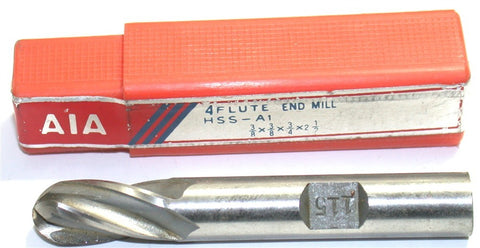 AIA
4 FLUTE END MILL
HSS-A1
3/8 x 3/8 x 3/4 x 2 1/2